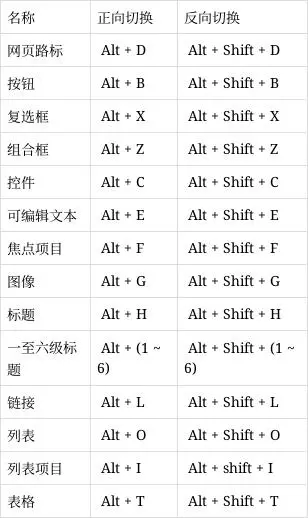 名称 正向切换 反向切换
网页路标 Alt + D Alt + Shift + D
按钮 Alt + B Alt + Shift + B
复选框 Alt + X Alt + Shift + X
组合框 Alt + Z Alt + Shift + Z
控件 Alt + C Alt + Shift + C
可编辑文本 Alt + E Alt + Shift + E
焦点项目 Alt + F Alt + Shift + F
图像 Alt + G Alt + Shift + G
标题 Alt + H Alt + Shift + H
一至六级标 Alt + (1 ~ Alt + Shift + (1 ~
题 6) 6)
链接 Alt + L Alt + Shift + L
列表 Alt + O Alt + Shift + O
列表项目 Alt + I Alt + shift + I
表格 Alt + T Alt + Shift + T